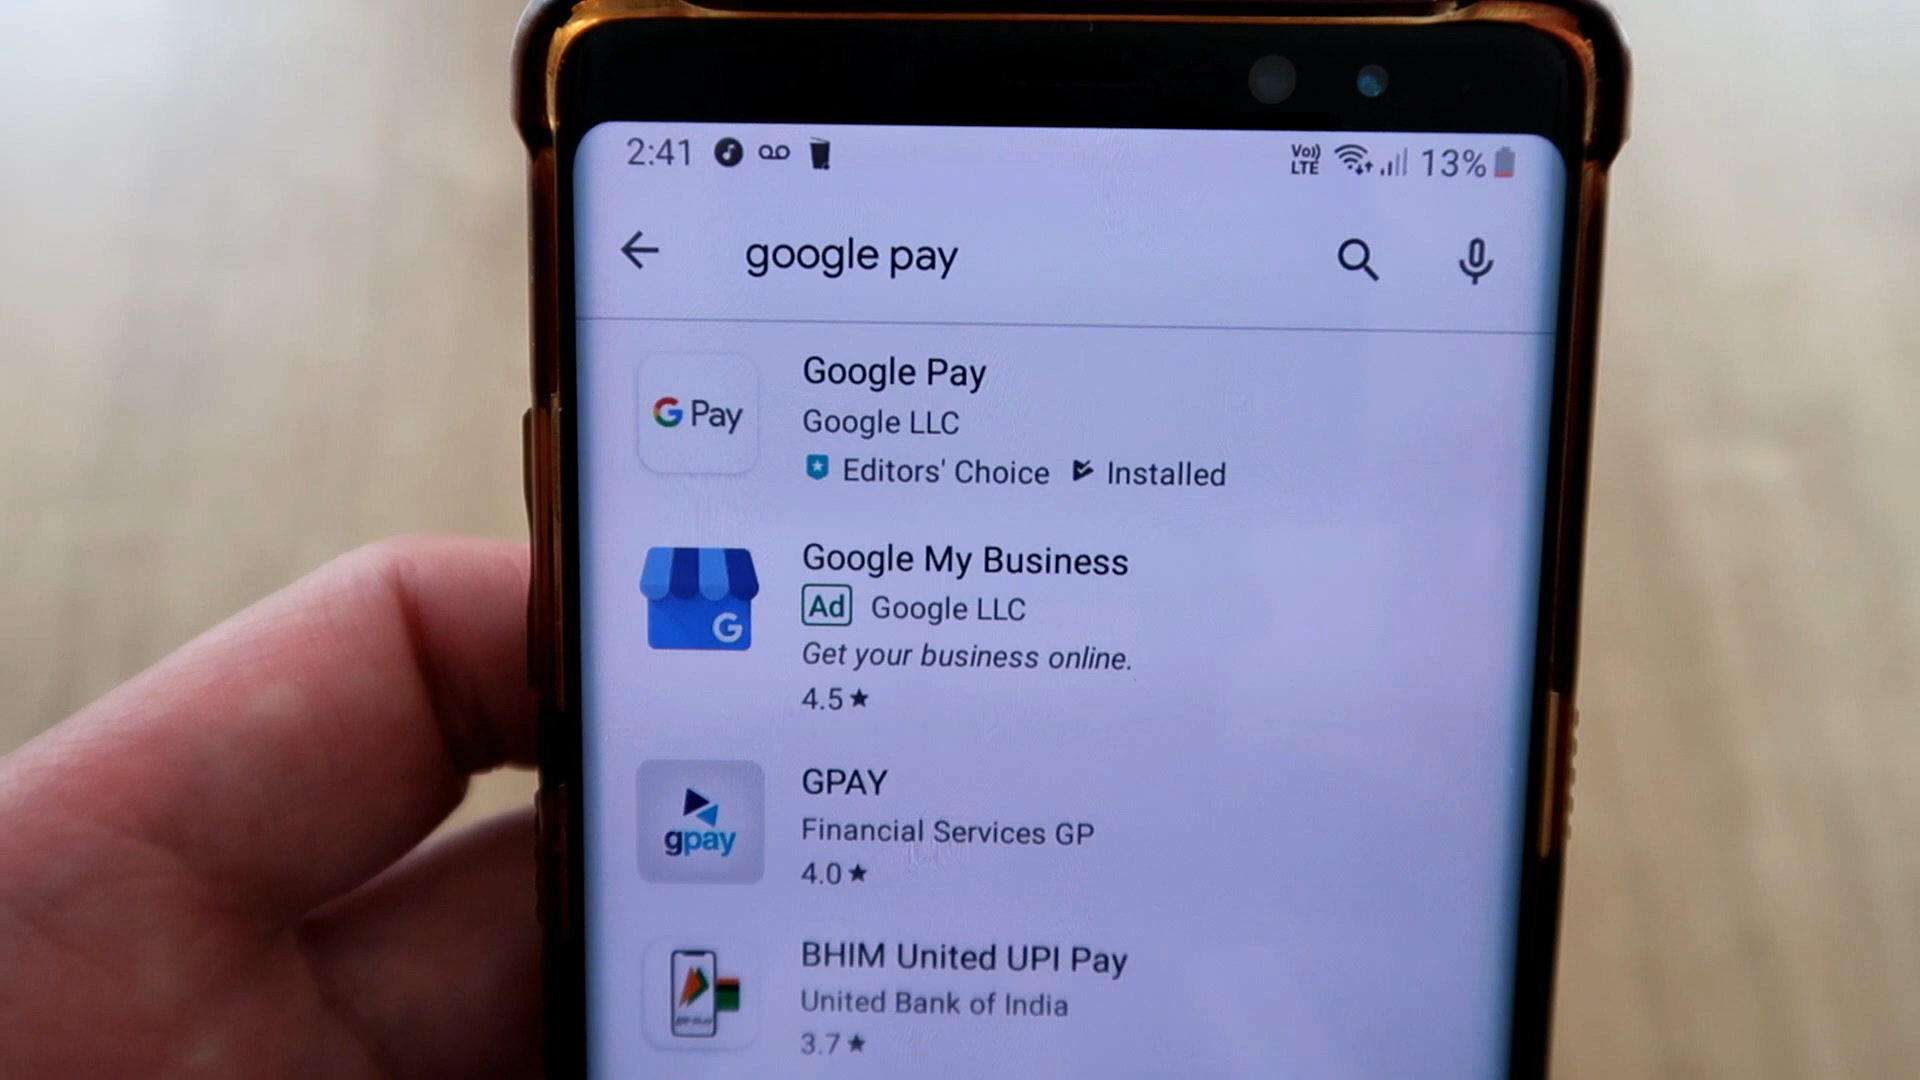 2:41
Vo)) LTE 13%
google pay
G Pay
Google Pay
Google LLC
Editors' Choice Installed
Google My Business
G
Ad Google LLC
Get your business online.
4.5★
GPAY
gpay
Financial Services GP
4.0★
BHIM United UPI Pay
United Bank of India
3.7★